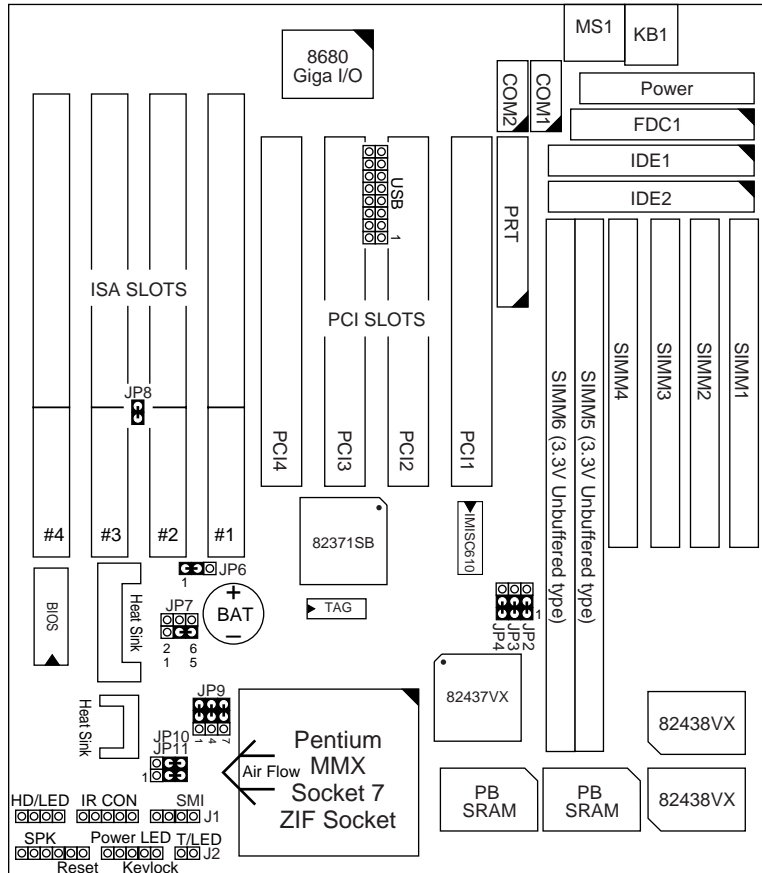 MS1
KB1
8680
Giga I/O
COM2
COM1
Power
FDC1
IDE1
IDE2
USB
1
PRT
ISA SLOTS
PCI SLOTS
JP8
SIMM6 (3.3V Unbuffered type)
SIMM5 (3.3V Unbuffered type)
SIMM4
SIMM3
SIMM2
SIMM1
PCI4
PCI3
PCI2
PCI1
#4
#3
#2
#1
82371SB
IMISC610
BIOS
Heat Sink
JP6
1
JP7
2 6
1 5
+
BAT
−
TAG
1
JP4
JP3
JP2
82437VX
82438VX
Heat Sink
JP9
1 4 7
JP10
JP11
1
Air Flow
Pentium
MMX
Socket 7
ZIF Socket
PB
SRAM
PB
SRAM
82438VX
HD/LED
IR CON
SMI
J1
SPK
Power LED
T/LED
J2
Reset
Keylock